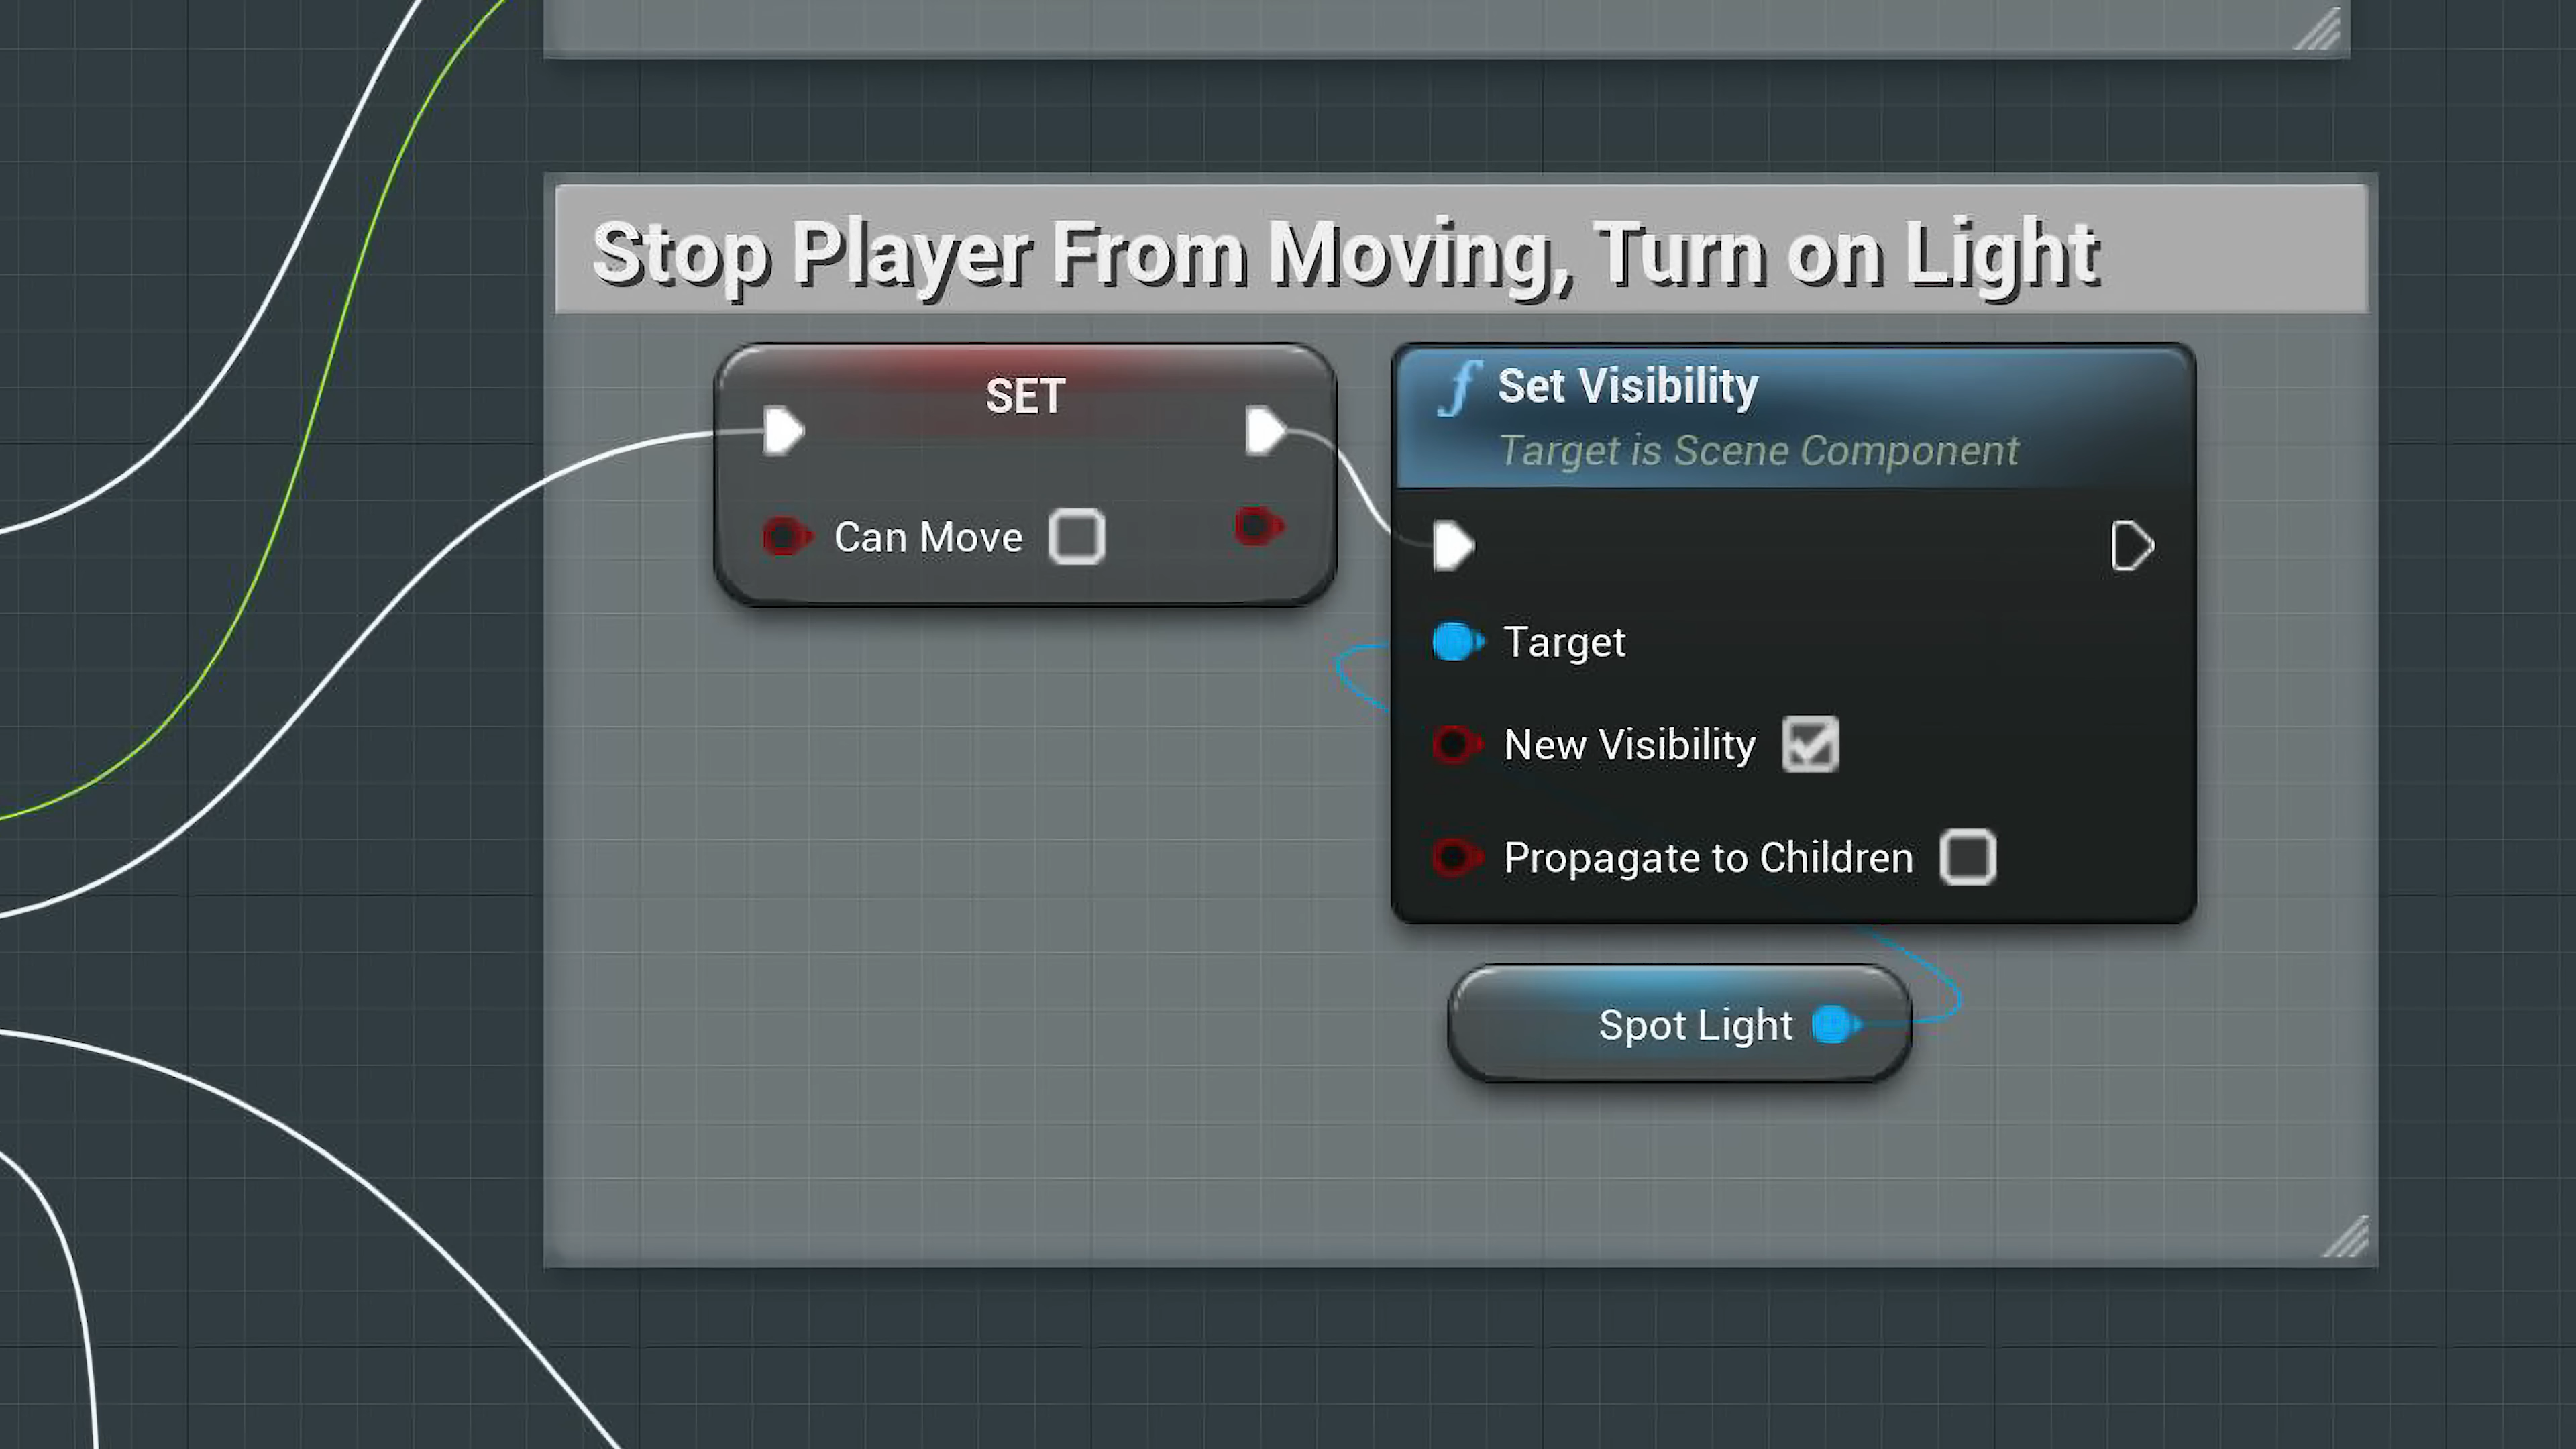 Stop Player From Moving, Turn on Light
SET
Can Move
f Set Visibility
Target is Scene Component
Target
New Visibility
Propagate to Children
Spot Light